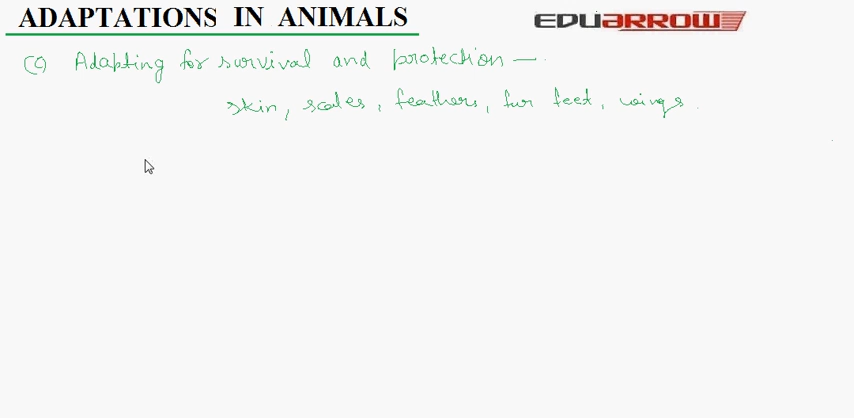 ADAPTATIONS IN ANIMALS
EDUARROW
(c) Adapting for survival and protection —
skin, scales, feathers, fur feet, wings.